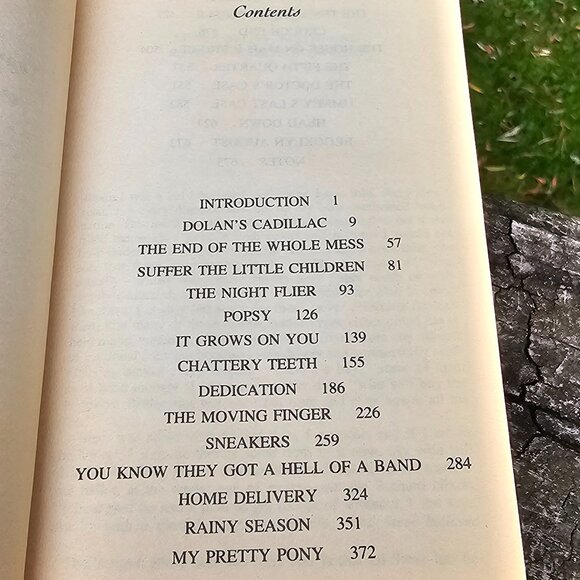 Contents
INTRODUCTION 1
DOLAN'S CADILLAC 9
THE END OF THE WHOLE MESS 57
SUFFER THE LITTLE CHILDREN 81
THE NIGHT FLIER 93
POPSY 126
IT GROWS ON YOU 139
CHATTERY TEETH 155
DEDICATION 186
THE MOVING FINGER 226
SNEAKERS 259
YOU KNOW THEY GOT A HELL OF A BAND 284
HOME DELIVERY 324
RAINY SEASON 351
MY PRETTY PONY 372